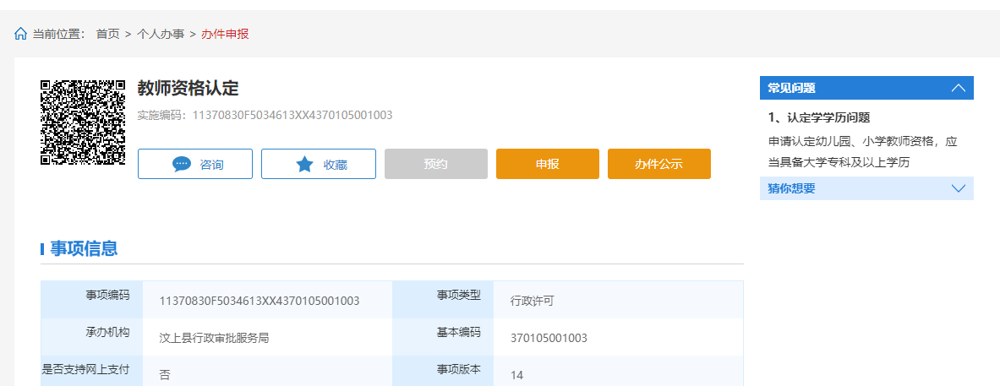 当前位置： 首页 > 个人办事 > 办件申报
教师资格认定
实施编码：11370830F5034613XX4370105001003
咨询 收藏 预约 申报 办件公示
常见问题
1、认定学学历问题
申请认定幼儿园、小学教师资格，应
当具备大学专科及以上学历
猜你想要
事项信息
事项编码 11370830F5034613XX4370105001003 事项类型 行政许可
承办机构 汶上县行政审批服务局 基本编码 370105001003
是否支持网上支付 否 事项版本 14